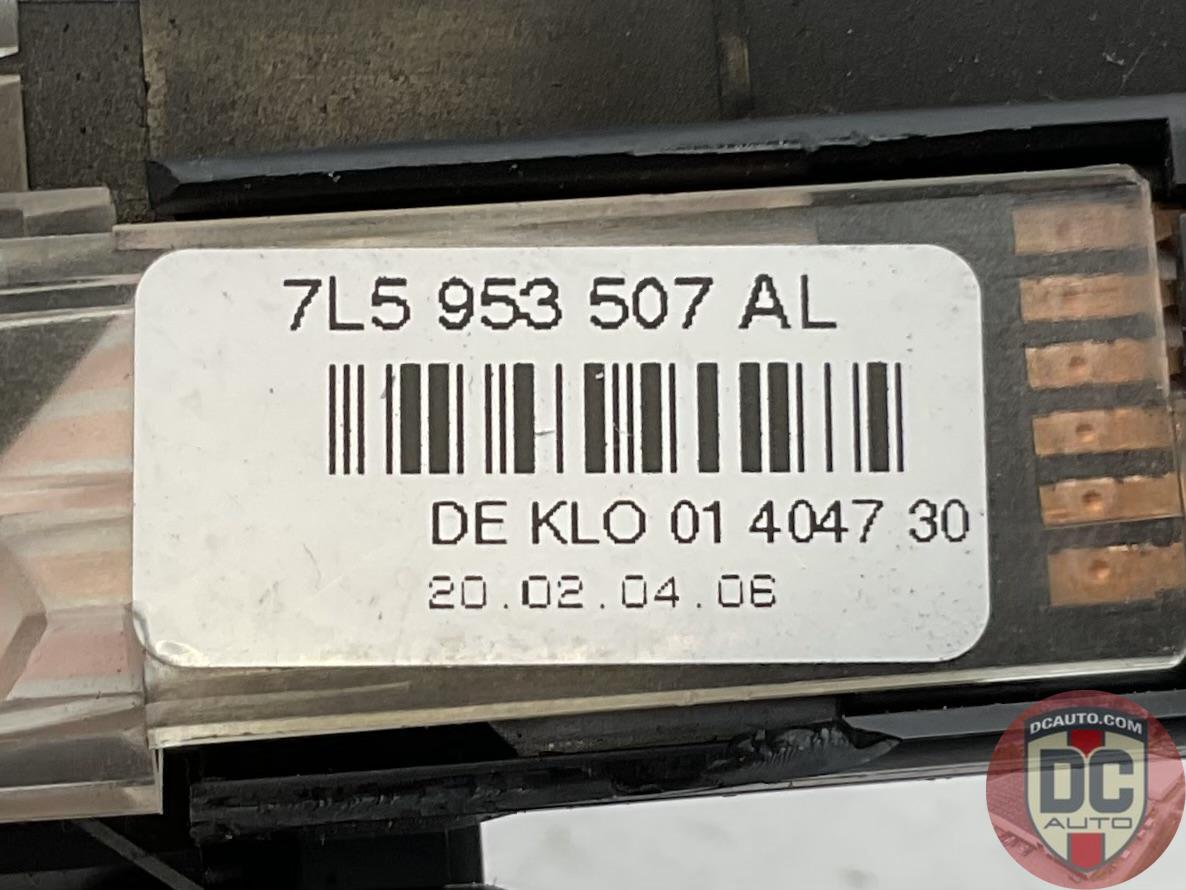 7L5 953 507 AL
DE KLO 01 4047 30
20.02.04.06
DCAUTO.COM
DC
AUTO